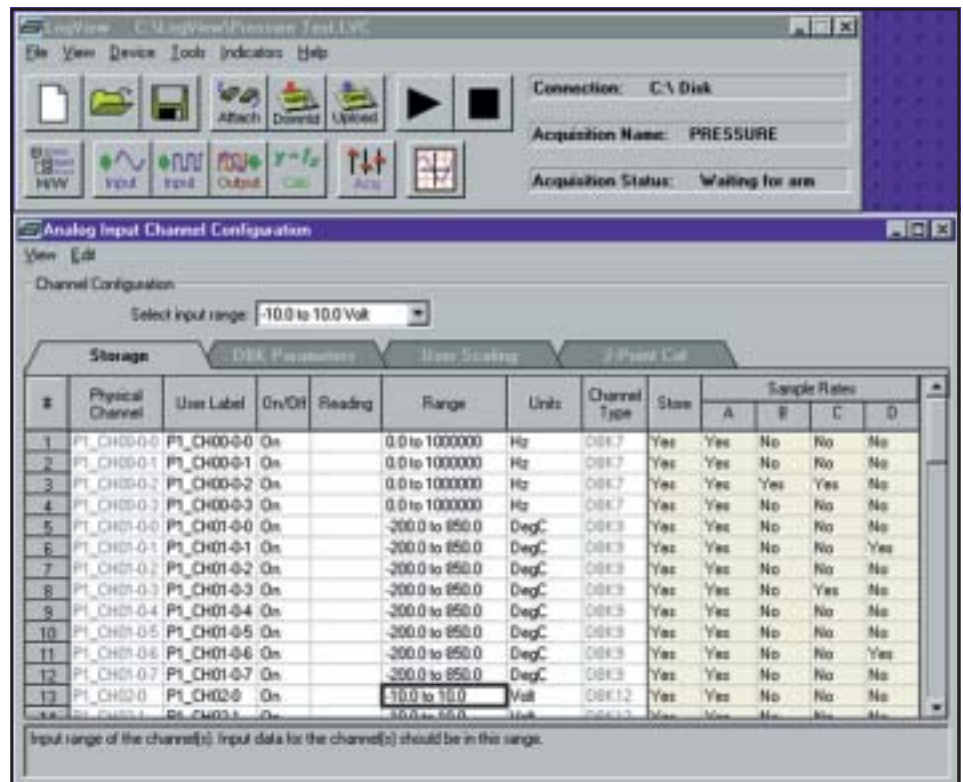 LogView C:\LogView\Pressure Test.LVC
File View Device Tools Indicators Help
Attach Downld Upload
Connection: C:\ Disk
Acquisition Name: PRESSURE
H/W Input Input Output Calc Acq
Acquisition Status: Waiting for arm
Analog Input Channel Configuration
View Edit
Channel Configuration
Select input range: -10.0 to 10.0 Volt
Storage DBK Parameters User Scaling 2-Point Cal
# Physical Channel User Label On/Off Reading Range Units Channel Type Store Sample Rates
A B C D
1 P1_CH00-0-0 P1_CH00-0-0 On 0.0 to 1000000 Hz DBK7 Yes Yes No No No
2 P1_CH00-0-1 P1_CH00-0-1 On 0.0 to 1000000 Hz DBK7 Yes Yes No No No
3 P1_CH00-0-2 P1_CH00-0-2 On 0.0 to 1000000 Hz DBK7 Yes Yes Yes Yes No
4 P1_CH00-0-3 P1_CH00-0-3 On 0.0 to 1000000 Hz DBK7 Yes Yes No No No
5 P1_CH01-0-0 P1_CH01-0-0 On -200.0 to 850.0 DegC DBK9 Yes Yes No No No
6 P1_CH01-0-1 P1_CH01-0-1 On -200.0 to 850.0 DegC DBK9 Yes Yes No No Yes
7 P1_CH01-0-2 P1_CH01-0-2 On -200.0 to 850.0 DegC DBK9 Yes Yes No No No
8 P1_CH01-0-3 P1_CH01-0-3 On -200.0 to 850.0 DegC DBK9 Yes Yes No Yes No
9 P1_CH01-0-4 P1_CH01-0-4 On -200.0 to 850.0 DegC DBK9 Yes Yes No No No
10 P1_CH01-0-5 P1_CH01-0-5 On -200.0 to 850.0 DegC DBK9 Yes Yes No No No
11 P1_CH01-0-6 P1_CH01-0-6 On -200.0 to 850.0 DegC DBK9 Yes Yes No No Yes
12 P1_CH01-0-7 P1_CH01-0-7 On -200.0 to 850.0 DegC DBK9 Yes Yes No No No
13 P1_CH02-0 P1_CH02-0 On -10.0 to 10.0 Volt DBK12 Yes Yes No No No
Input range of the channel(s). Input data for the channel(s) should be in this range.